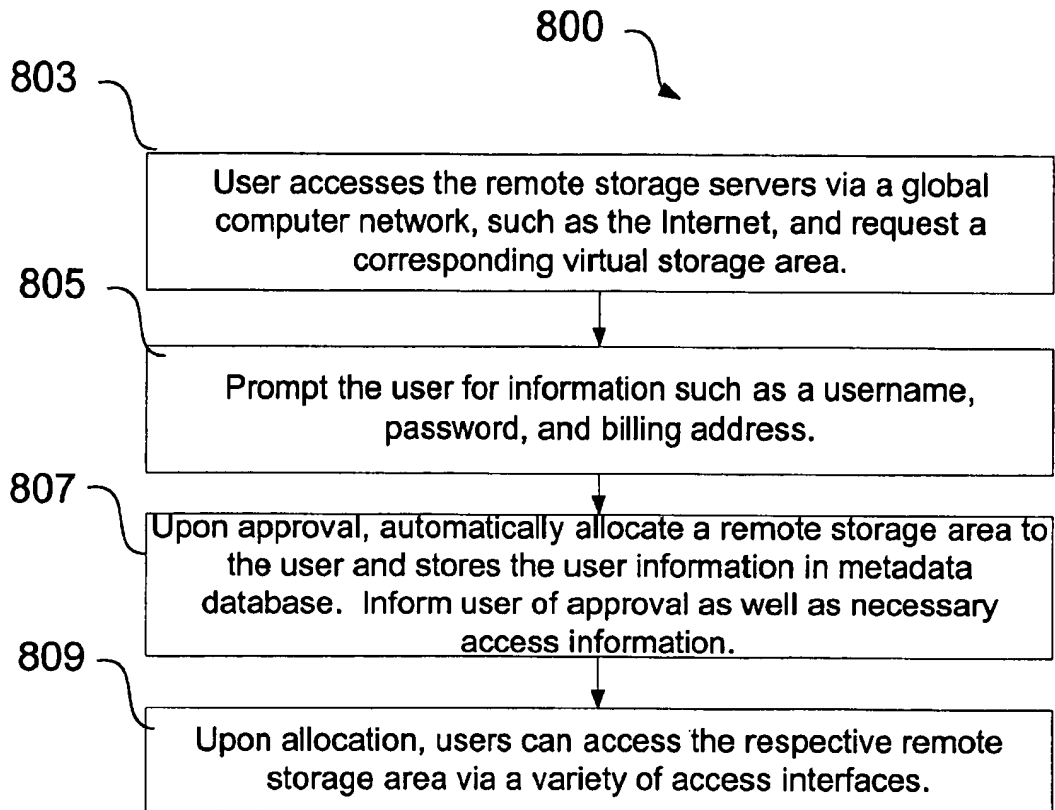 800
803
User accesses the remote storage servers via a global
computer network, such as the Internet, and request a
corresponding virtual storage area.
805
Prompt the user for information such as a username,
password, and billing address.
807
Upon approval, automatically allocate a remote storage area to
the user and stores the user information in metadata
database. Inform user of approval as well as necessary
access information.
809
Upon allocation, users can access the respective remote
storage area via a variety of access interfaces.